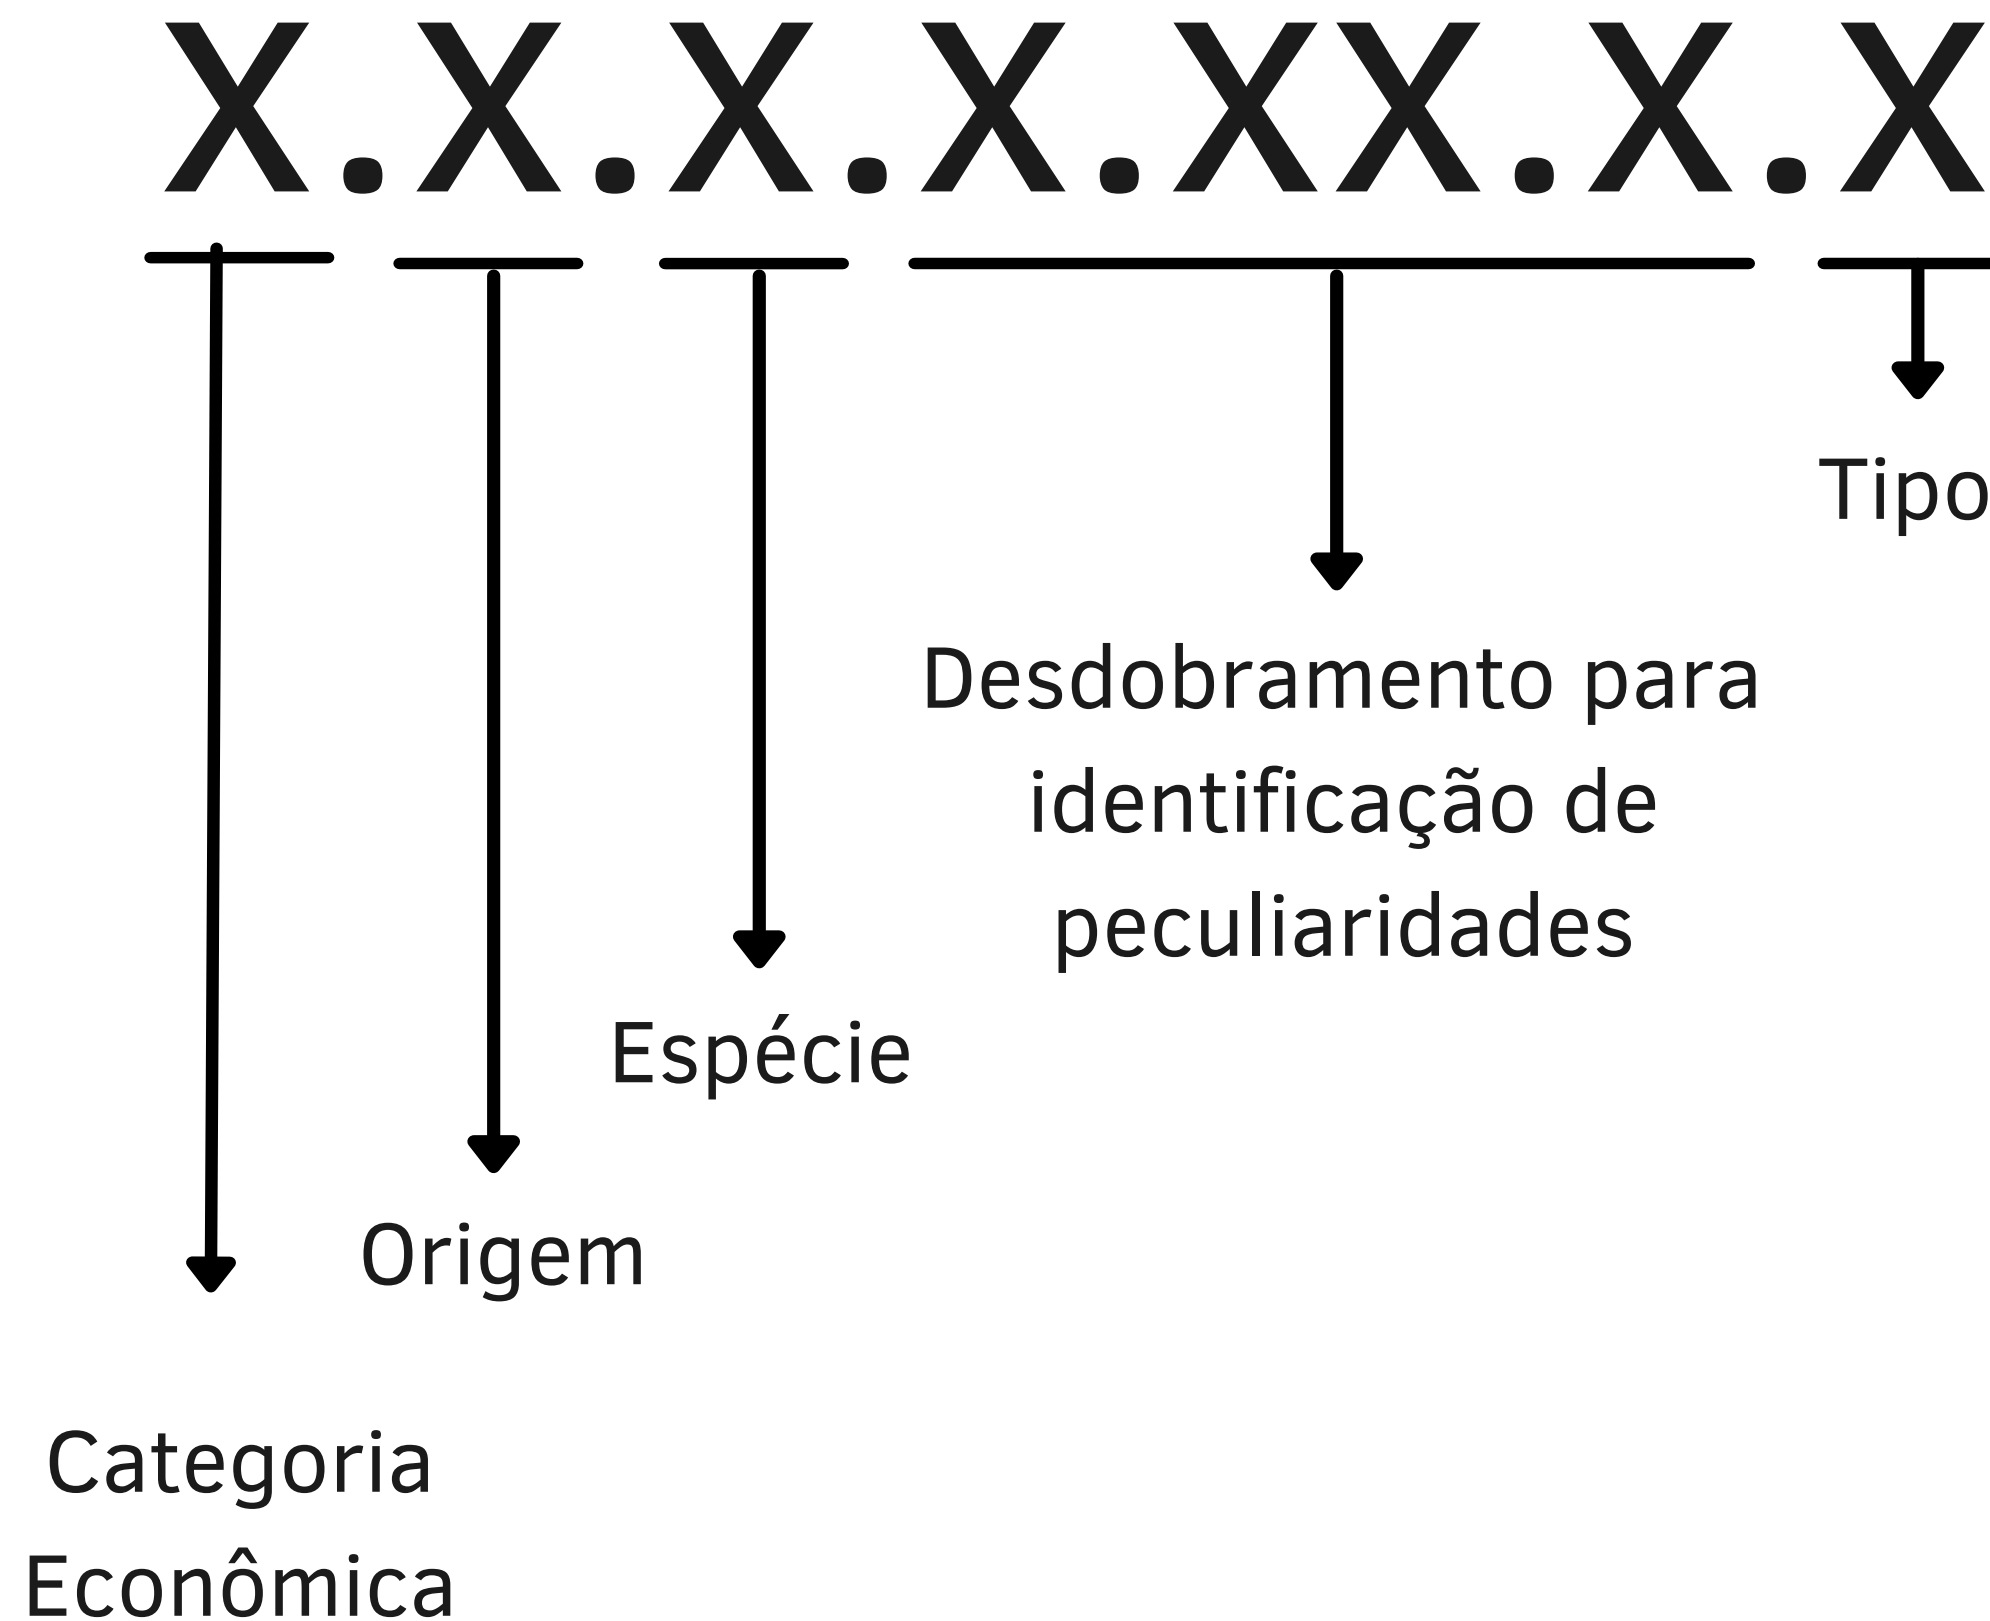 X.X.X.X.XX.X.X
Tipo
Desdobramento para
identificação de
peculiaridades
Espécie
Origem
Categoria
Econômica